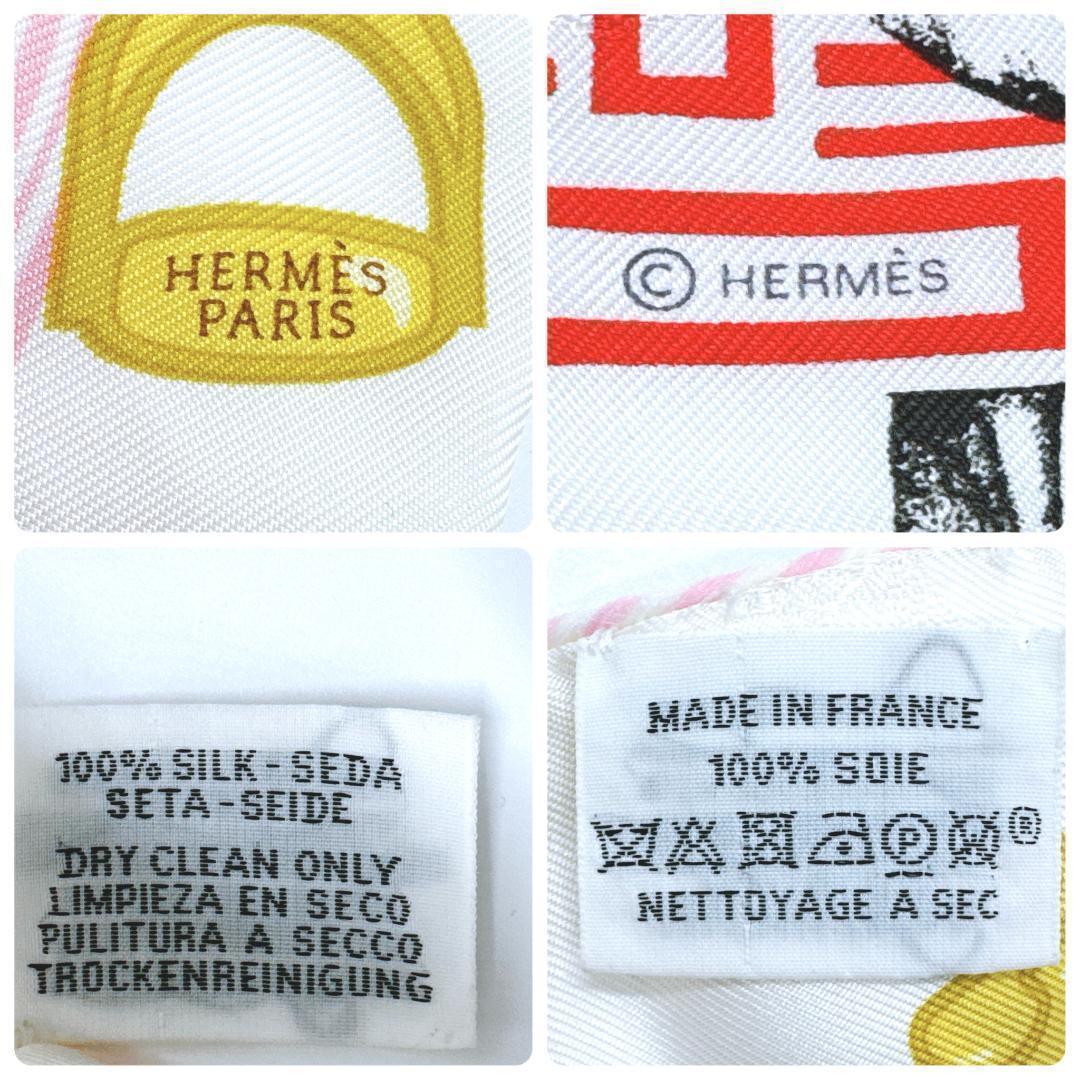 HERMÈS
PARIS
© HERMÈS
100% SILK - SEDA
SETA - SEIDE
DRY CLEAN ONLY
LIMPIEZA EN SECO
PULITURA A SECCO
TROCKENREINIGUNG
MADE IN FRANCE
100% SOIE
P ®
NETTOYAGE A SEC